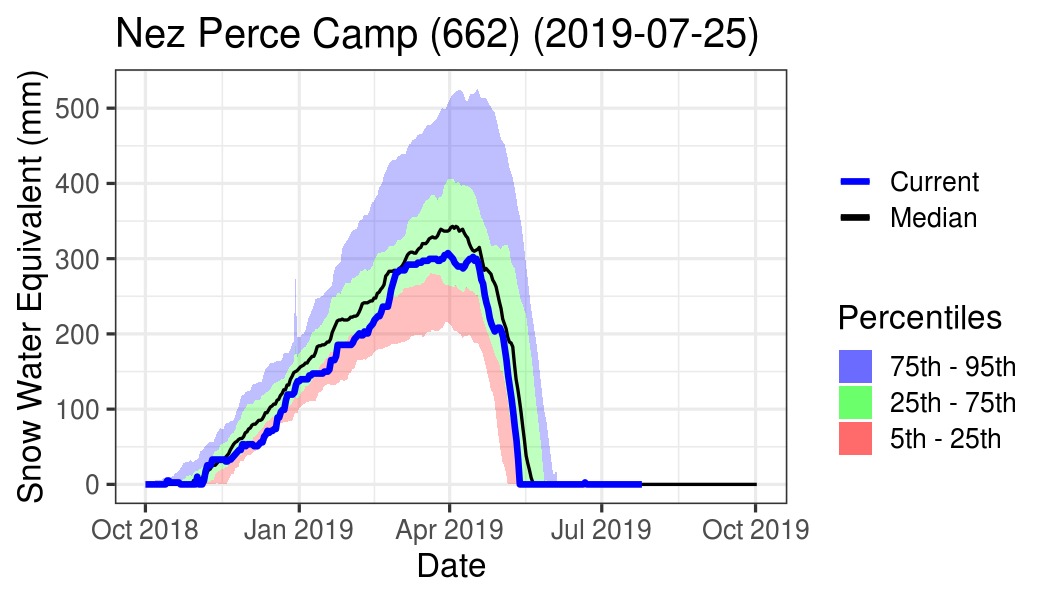 Nez Perce Camp (662) (2019-07-25)
Snow Water Equivalent (mm)
500
400
300
200
100
0
Oct 2018
Jan 2019
Apr 2019
Jul 2019
Oct 2019
Date
Current
Median
Percentiles
75th - 95th
25th - 75th
5th - 25th